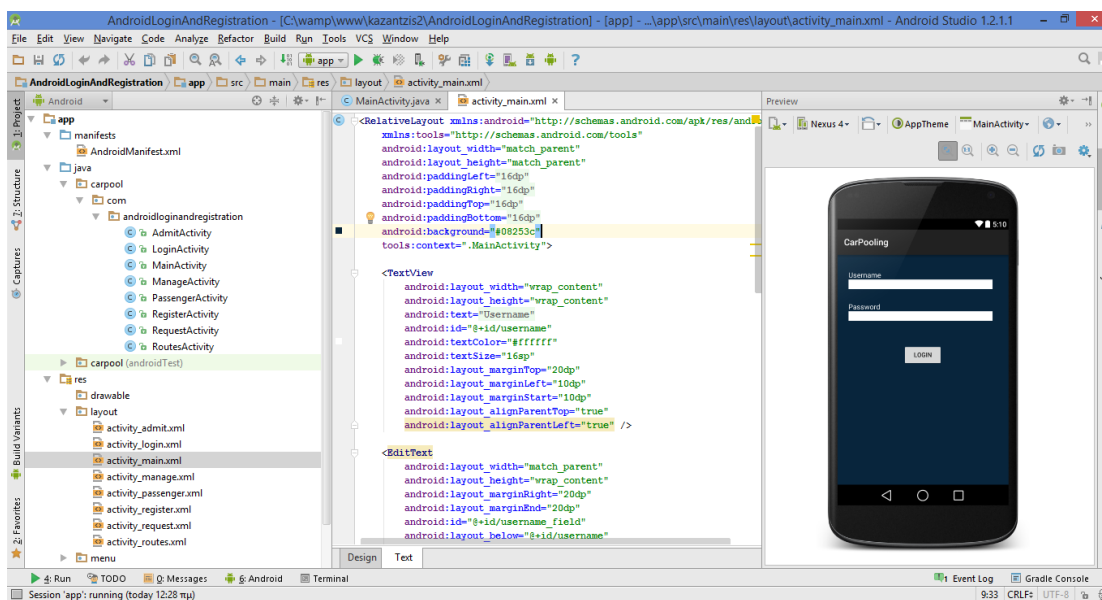 AndroidLoginAndRegistration - [C:\wamp\www\kazantzis2\AndroidLoginAndRegistration] - [app] - ...\app\src\main\res\layout\activity_main.xml - Android Studio 1.2.1.1
File Edit View Navigate Code Analyze Refactor Build Run Tools VCS Window Help
app
AndroidLoginAndRegistration app src main res layout activity_main.xml
1: Project
7: Structure
Captures
Build Variants
2: Favorites
Android
app
manifests
AndroidManifest.xml
java
carpool
com
androidloginandregistration
AdmitActivity
LoginActivity
MainActivity
ManageActivity
PassengerActivity
RegisterActivity
RequestActivity
RoutesActivity
carpool (androidTest)
res
drawable
layout
activity_admit.xml
activity_login.xml
activity_main.xml
activity_manage.xml
activity_passenger.xml
activity_register.xml
activity_request.xml
activity_routes.xml
menu
MainActivity.java activity_main.xml
<RelativeLayout xmlns:android="http://schemas.android.com/apk/res/and
xmlns:tools="http://schemas.android.com/tools"
android:layout_width="match_parent"
android:layout_height="match_parent"
android:paddingLeft="16dp"
android:paddingRight="16dp"
android:paddingTop="16dp"
android:paddingBottom="16dp"
android:background="#08253c"
tools:context=".MainActivity">
<TextView
android:layout_width="wrap_content"
android:layout_height="wrap_content"
android:text="Username"
android:id="@+id/username"
android:textColor="#ffffff"
android:textSize="16sp"
android:layout_marginTop="20dp"
android:layout_marginLeft="10dp"
android:layout_marginStart="10dp"
android:layout_alignParentTop="true"
android:layout_alignParentLeft="true" />
<EditText
android:layout_width="match_parent"
android:layout_height="wrap_content"
android:layout_marginRight="20dp"
android:layout_marginEnd="20dp"
android:id="@+id/username_field"
android:layout_below="@+id/username"
Design Text
Preview
Nexus 4 AppTheme MainActivity
5:10
CarPooling
Username
Password
LOGIN
4: Run TODO 0: Messages 6: Android Terminal
1 Event Log Gradle Console
Session 'app': running (today 12:28 πμ)
9:33 CRLF UTF-8